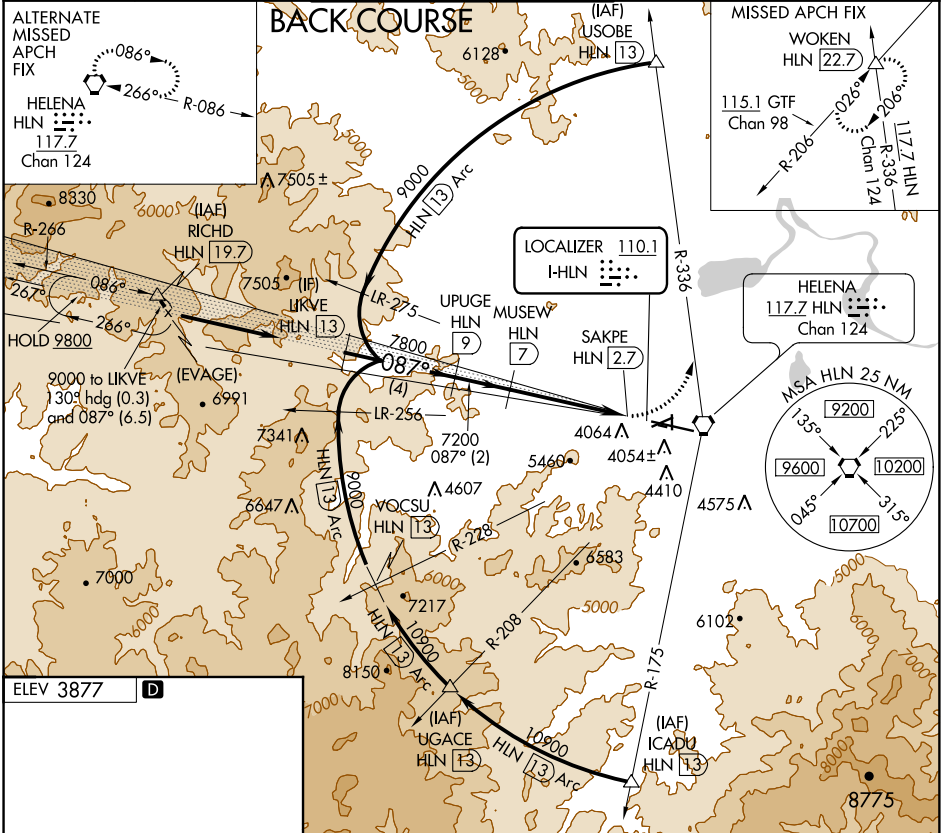 BACK COURSE
ALTERNATE
MISSED
APCH
FIX
086°
266°
R-086
HELENA
HLN
117.7
Chan 124
(IAF)
USOBE
HLN 13
6128
5000
MISSED APCH FIX
WOKEN
HLN 22.7
115.1 GTF
Chan 98
026°
206°
R-206
117.7 HLN
R-336
Chan 124
7505±
8330
6000
R-266
(IAF)
RICHD
HLN 19.7
9000
HLN 13 Arc
LOCALIZER 110.1
I-HLN
R-336
HELENA
117.7 HLN
Chan 124
7505
(IF)
LIKVE
HLN 13
LR-275
UPUGE
HLN
9
MUSEW
HLN
7
SAKPE
HLN 2.7
086°
267°
266°
HOLD 9800
7800
087°
(4)
9000 to LIKVE
130° hdg (0.3)
and 087° (6.5)
(EVAGE)
6991
LR-256
7200
087° (2)
7341
4064
4054±
4410
5460
MSA HLN 25 NM
135°
9200
225°
9600
10200
045°
10700
315°
9000
HLN 13 Arc
6647
4607
4575
VOCSU
HLN 13
R-228
6583
7000
6000
7217
6000
5000
5000
6000
6102
R-208
10900
HLN 13 Arc
8150
7000
R-175
7000
8000
ELEV 3877 D
(IAF)
UGACE
HLN 13
10900
HLN 13 Arc
(IAF)
ICADU
HLN 13
8775